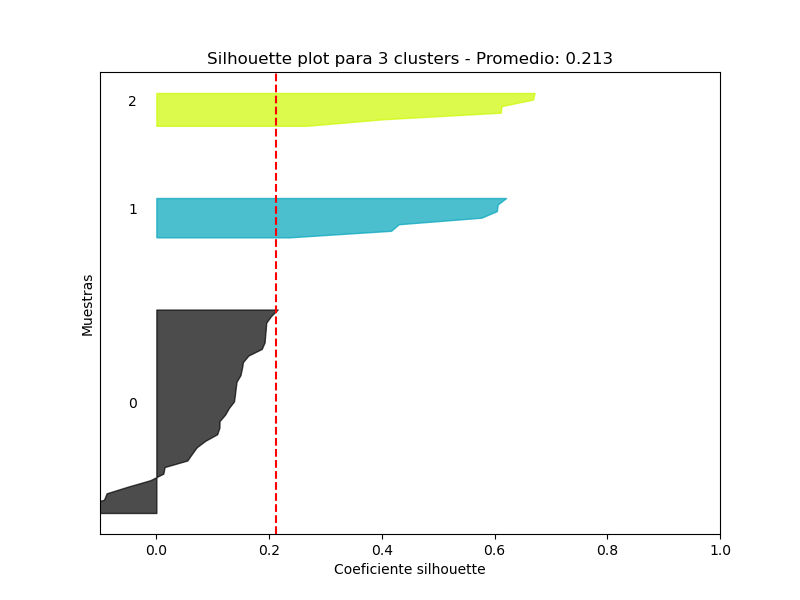 Silhouette plot para 3 clusters - Promedio: 0.213
2
1
0
Muestras
0.0 0.2 0.4 0.6 0.8 1.0
Coeficiente silhouette